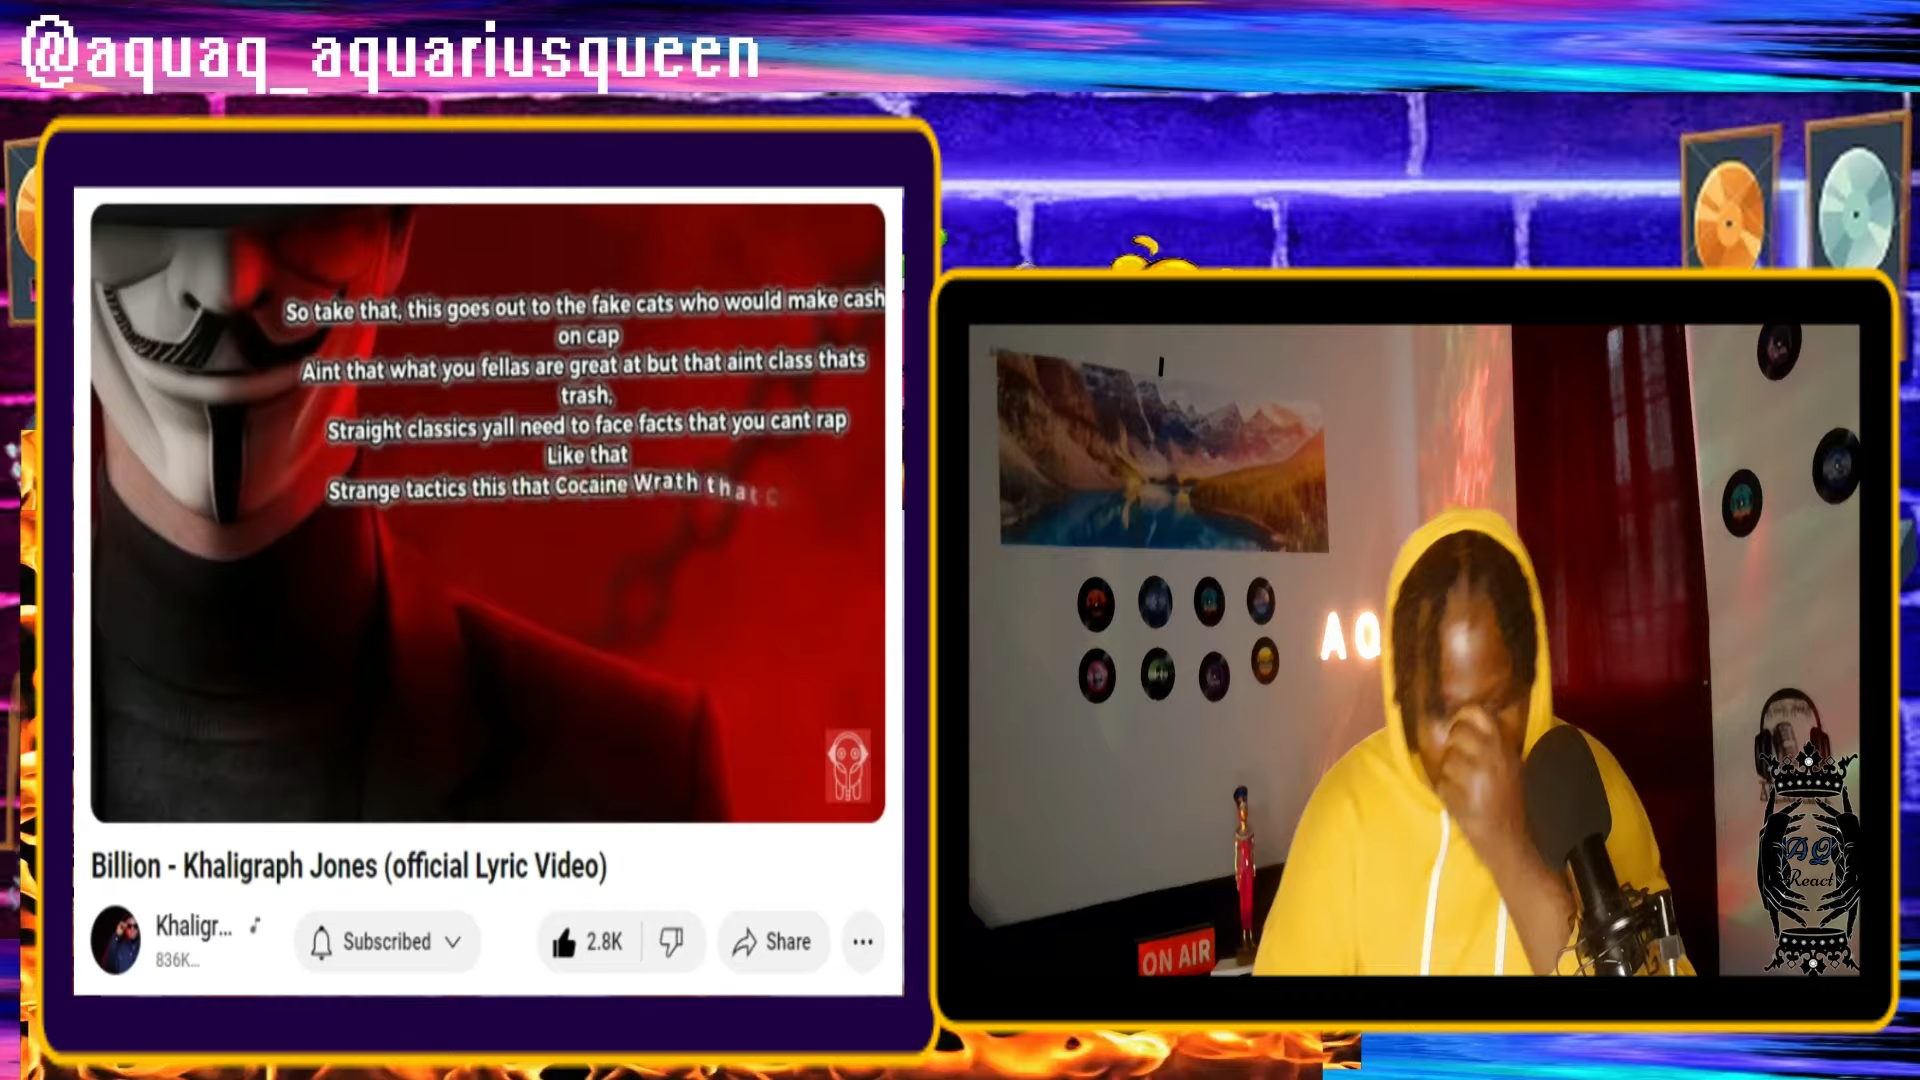 @aquaq_aquariusqueen
So take that, this goes out to the fake cats who would make cash
on cap
Aint that what you fellas are great at but that aint class thats
trash,
Straight classics yall need to face facts that you cant rap
Like that
Strange tactics this that Cocaine Wrath that c
Billion - Khaligraph Jones (official Lyric Video)
Khaligr...
836K...
Subscribed
2.8K
Share
AQ
ON AIR
AQ
React